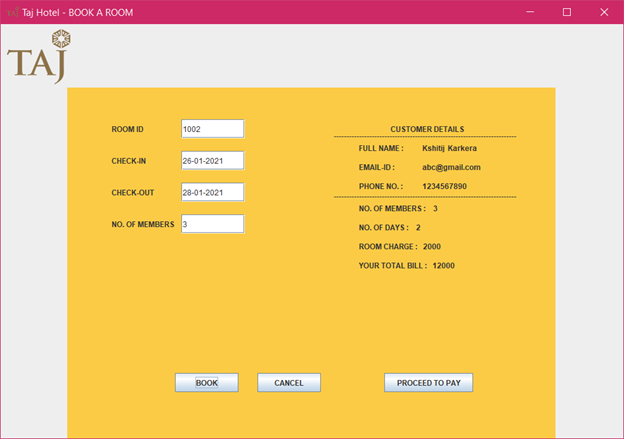 Taj Hotel - BOOK A ROOM
TAJ
ROOM ID 1002
CHECK-IN 26-01-2021
CHECK-OUT 28-01-2021
NO. OF MEMBERS 3
CUSTOMER DETAILS
FULL NAME : Kshitij Karkera
EMAIL-ID : abc@gmail.com
PHONE NO. : 1234567890
NO. OF MEMBERS : 3
NO. OF DAYS : 2
ROOM CHARGE : 2000
YOUR TOTAL BILL : 12000
BOOK CANCEL PROCEED TO PAY